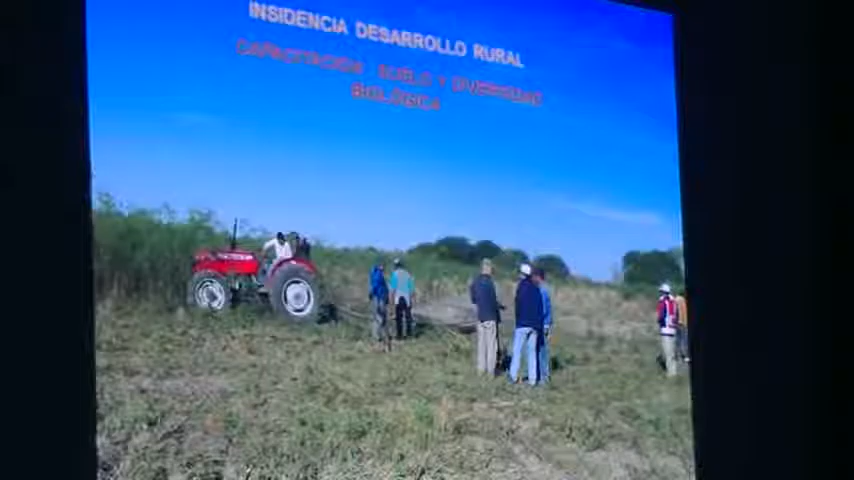 INSIDENCIA DESARROLLO RURAL
CAPACITACION SUELO Y DIVERSIDAD
BIOLOGICA